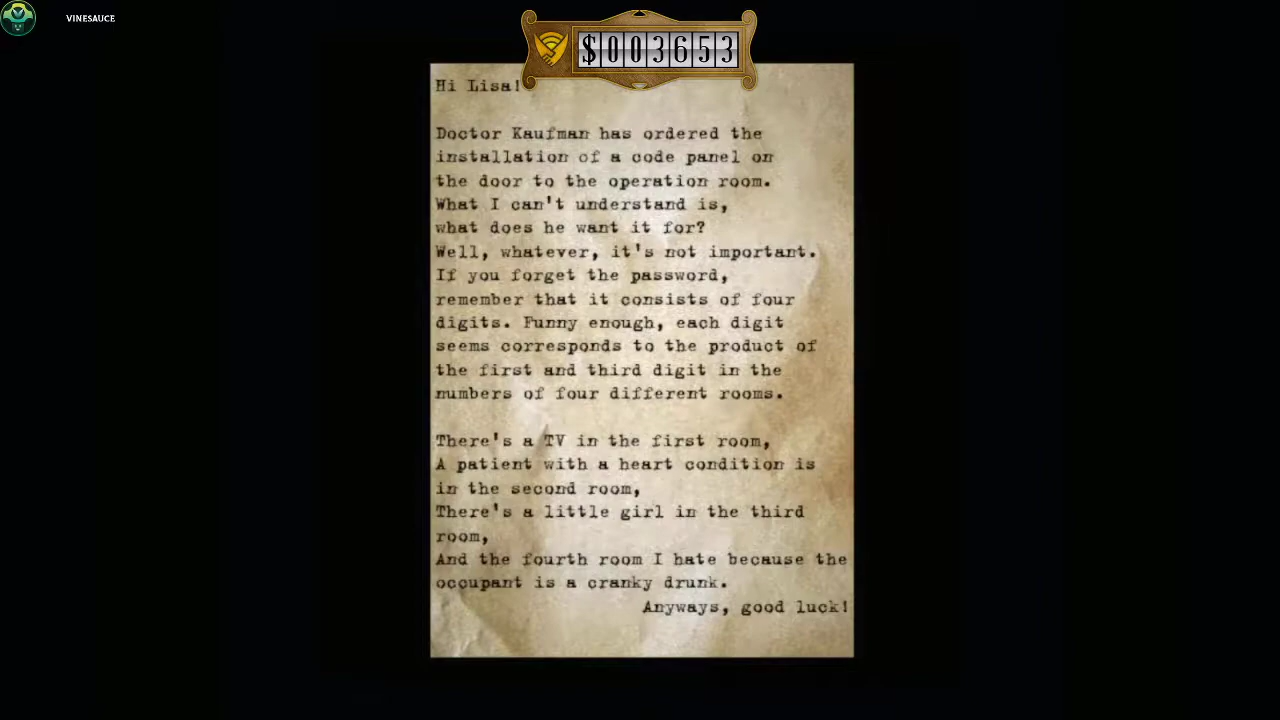 VINESAUCE
$003653
Hi Lisa!
Doctor Kaufman has ordered the
installation of a code panel on
the door to the operation room.
What I can't understand is,
what does he want it for?
Well, whatever, it's not important.
If you forget the password,
remember that it consists of four
digits. Funny enough, each digit
seems corresponds to the product of
the first and third digit in the
numbers of four different rooms.
There's a TV in the first room,
A patient with a heart condition is
in the second room,
There's a little girl in the third
room,
And the fourth room I hate because the
occupant is a cranky drunk.
Anyways, good luck!